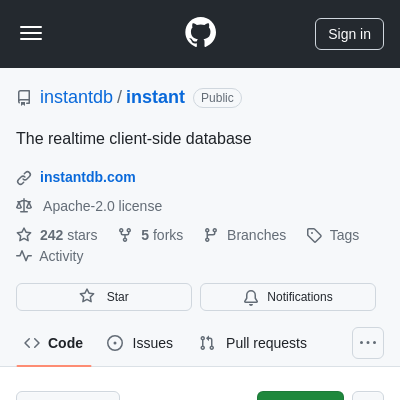 Sign in
instantdb / instant Public
The realtime client-side database
instantdb.com
Apache-2.0 license
242 stars 5 forks Branches Tags
Activity
Star Notifications
Code Issues Pull requests